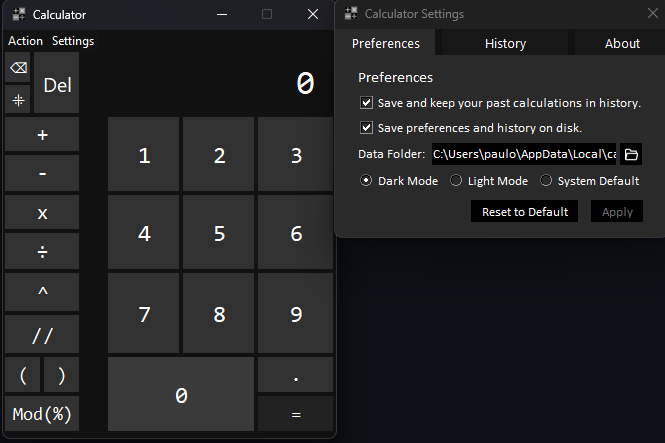 Calculator
Action Settings
0
Del
+
-
x
÷
^
//
( )
Mod(%)
1 2 3
4 5 6
7 8 9
0 .
=
Calculator Settings
Preferences History About
Preferences
Save and keep your past calculations in history.
Save preferences and history on disk.
Data Folder: C:\Users\paulo\AppData\Local\ca
Dark Mode Light Mode System Default
Reset to Default Apply